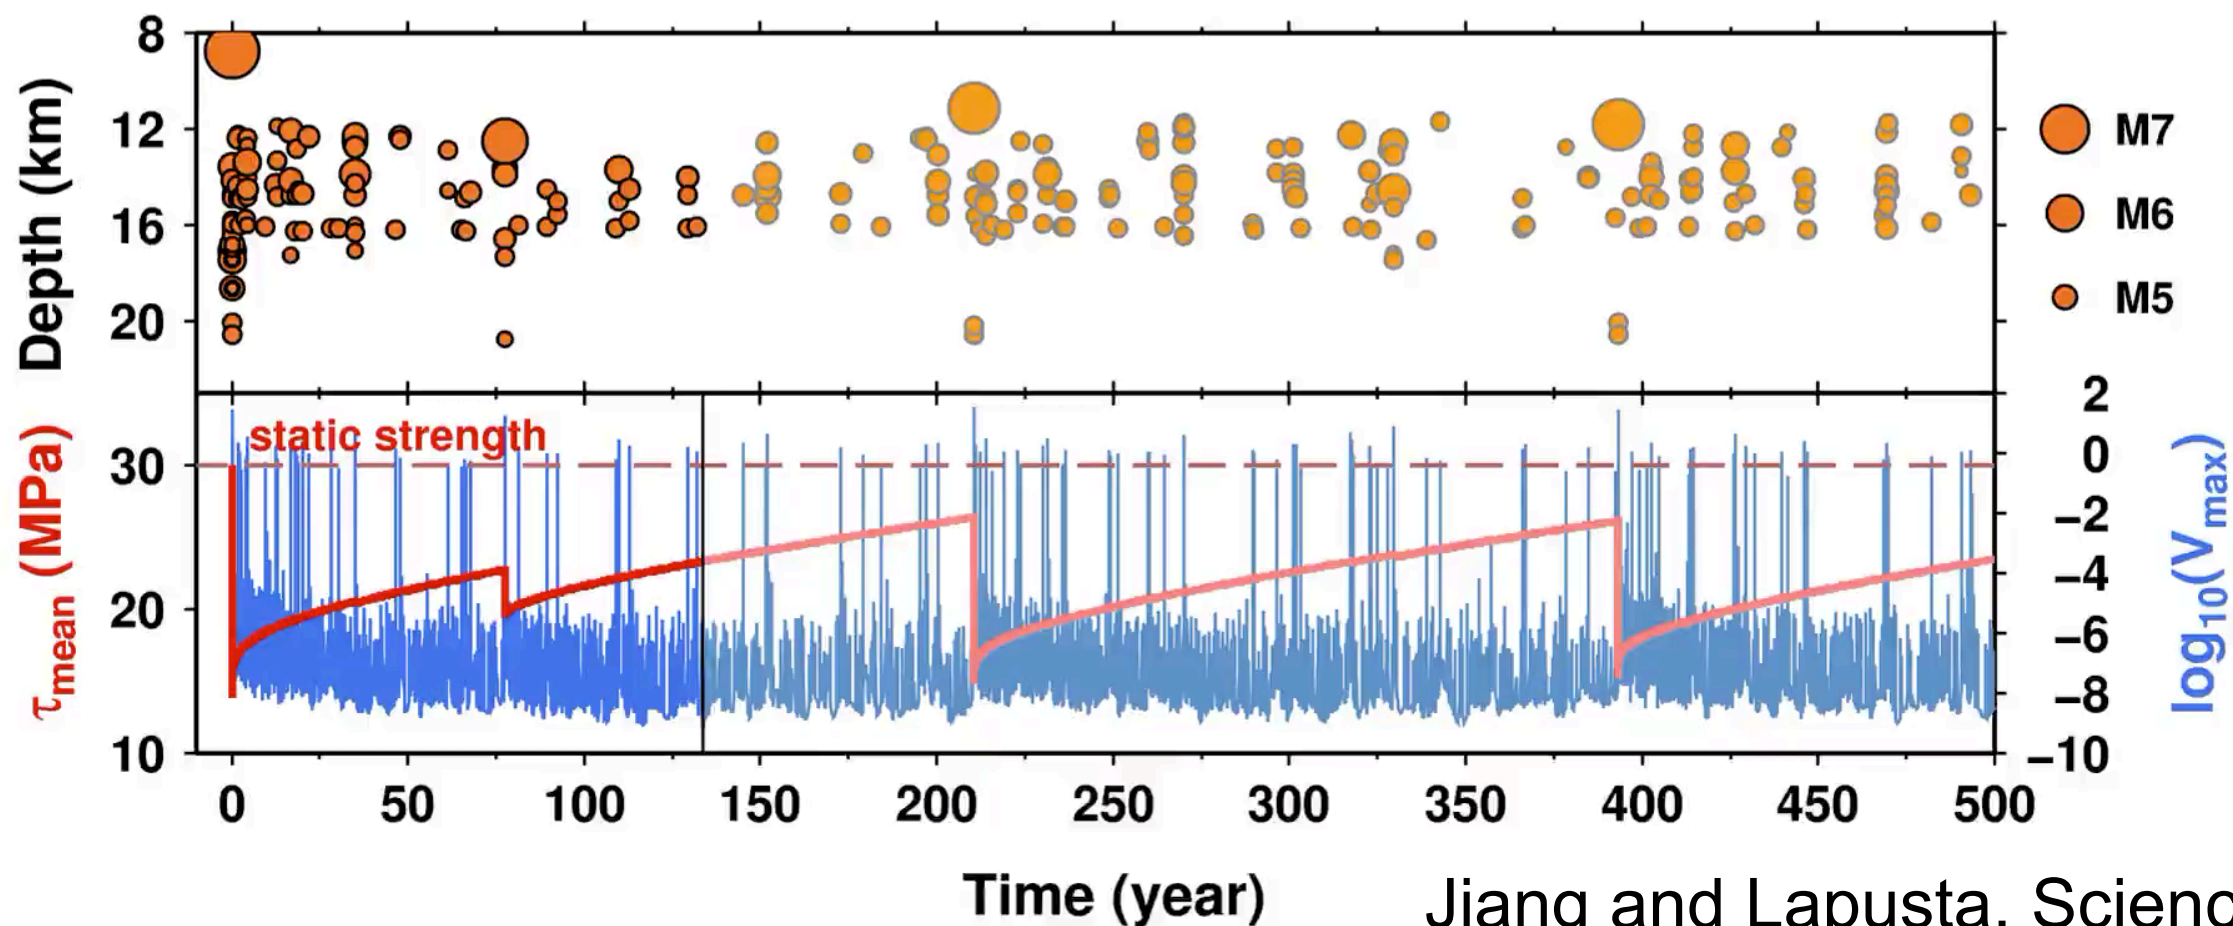 8
12
16
20
Depth (km)
M7
M6
M5
static strength
30
20
10
τmean (MPa)
2
0
−2
−4
−6
−8
−10
log10(Vmax)
0 50 100 150 200 250 300 350 400 450 500
Time (year)
Jiang and Lapusta, Scienc